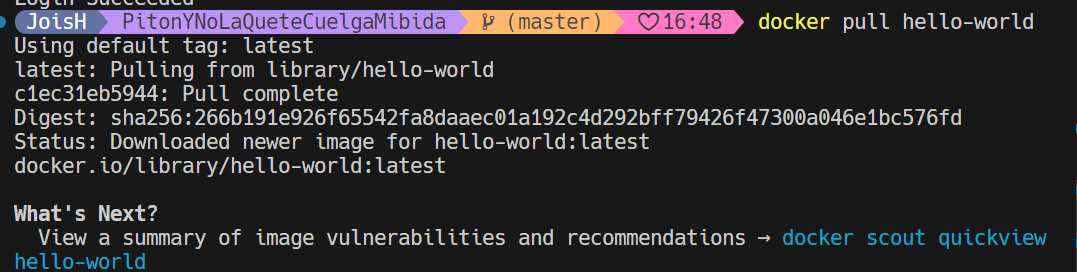 Login Succeeded
JoisH PitonYNoLaQueteCuelgaMibida (master) ♡16:48 docker pull hello-world
Using default tag: latest
latest: Pulling from library/hello-world
c1ec31eb5944: Pull complete
Digest: sha256:266b191e926f65542fa8daaec01a192c4d292bff79426f47300a046e1bc576fd
Status: Downloaded newer image for hello-world:latest
docker.io/library/hello-world:latest
What's Next?
View a summary of image vulnerabilities and recommendations → docker scout quickview
hello-world